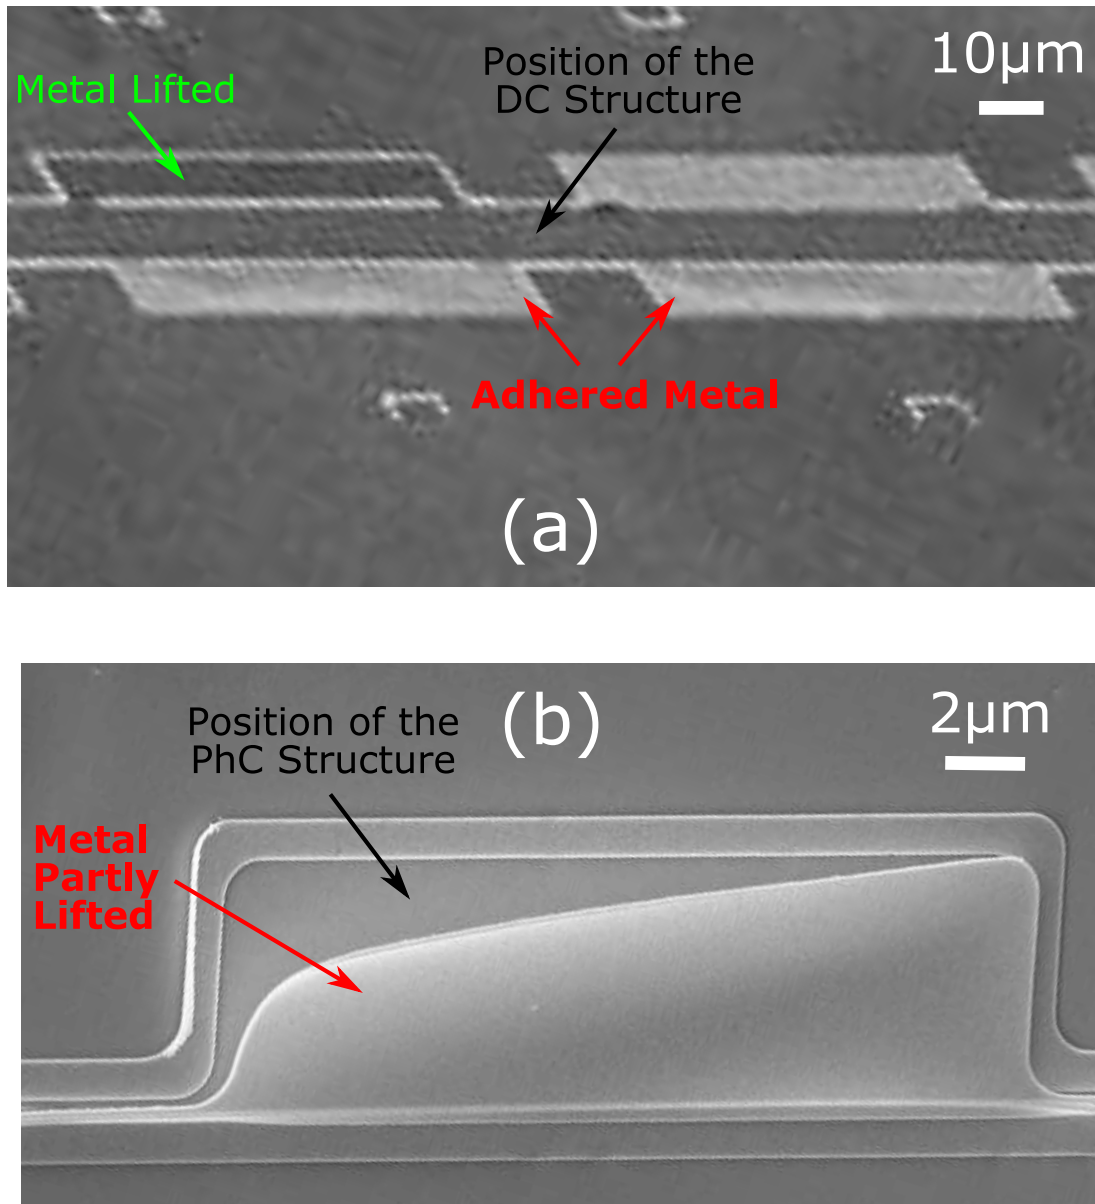 Metal Lifted
Position of the
DC Structure
10μm
Adhered Metal
(a)
Position of the
PhC Structure
(b)
2μm
Metal
Partly
Lifted